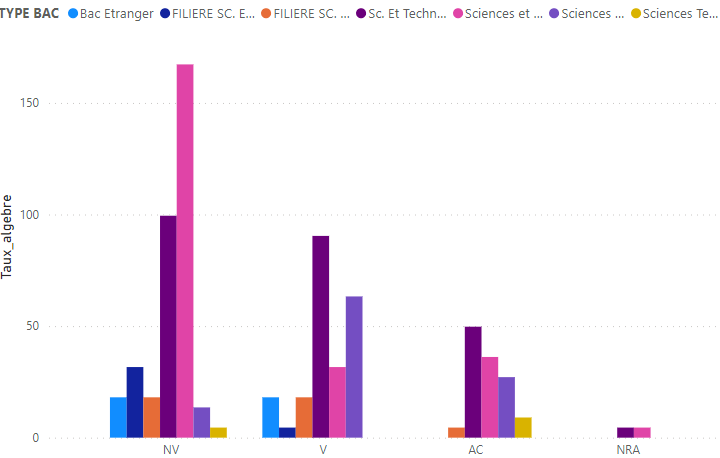 TYPE BAC Bac Etranger FILIERE SC. E... FILIERE SC. ... Sc. Et Techn... Sciences et ... Sciences ... Sciences Te...
150
100
50
0
Taux_algebre
NV V AC NRA